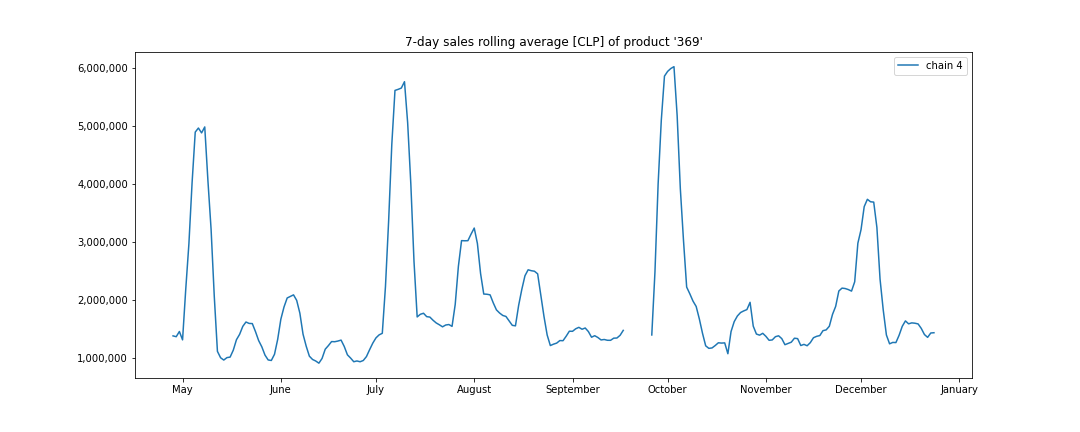 7-day sales rolling average [CLP] of product '369'
chain 4
6,000,000
5,000,000
4,000,000
3,000,000
2,000,000
1,000,000
May June July August September October November December January